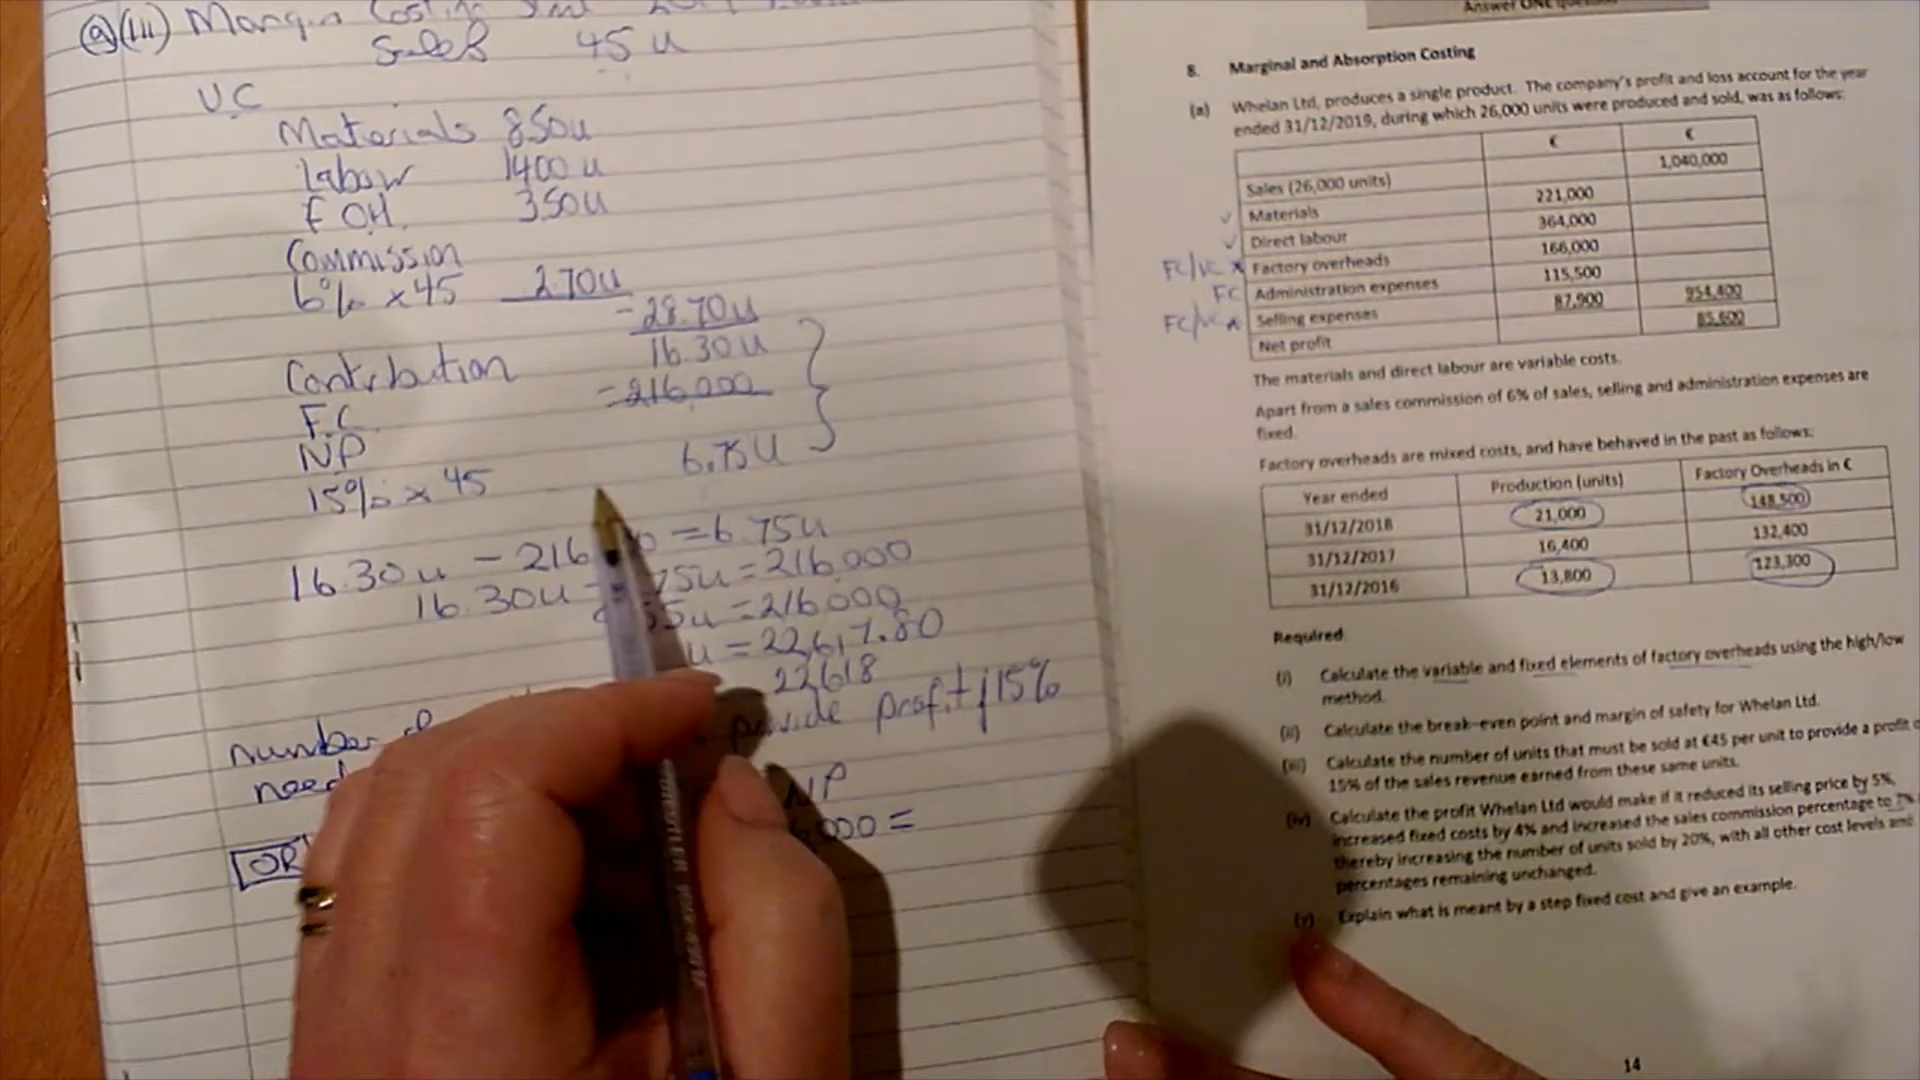 (a)(iii) Margin Costing
Sales 45 u
VC
Materials 8.50u
Labour 14.00 u
FOH 3.50u
Commission
6% x 45 2.70u
- 28.70u
Contribution 16.30u
F.C. =216,000
NP
15% x 45 6.75u
16.30u - 216 0 = 6.75u
16.30u - 75u = 216,000
55u = 216,000
u = 22,617.80
22,618
number provide profit of 15%
need
NP
OR 000 =
Answer ONE question
8. Marginal and Absorption Costing
(a) Whelan Ltd, produces a single product. The company's profit and loss account for the year
ended 31/12/2019, during which 26,000 units were produced and sold, was as follows:
€ €
Sales (26,000 units) 1,040,000
Materials 221,000
Direct labour 364,000
FC/VC Factory overheads 166,000
FC Administration expenses 115,500
FC/VC Selling expenses 87,900 954,400
Net profit 85,600
The materials and direct labour are variable costs.
Apart from a sales commission of 6% of sales, selling and administration expenses are
fixed.
Factory overheads are mixed costs, and have behaved in the past as follows:
Year ended Production (units) Factory Overheads in €
31/12/2018 21,000 148,500
31/12/2017 16,400 132,400
31/12/2016 13,800 123,300
Required
(i) Calculate the variable and fixed elements of factory overheads using the high/low
method.
(ii) Calculate the break-even point and margin of safety for Whelan Ltd.
(iii) Calculate the number of units that must be sold at €45 per unit to provide a profit o
15% of the sales revenue earned from these same units.
(iv) Calculate the profit Whelan Ltd would make if it reduced its selling price by 5%,
increased fixed costs by 4% and increased the sales commission percentage to 7%
thereby increasing the number of units sold by 20%, with all other cost levels and
percentages remaining unchanged.
(v) Explain what is meant by a step fixed cost and give an example.
14